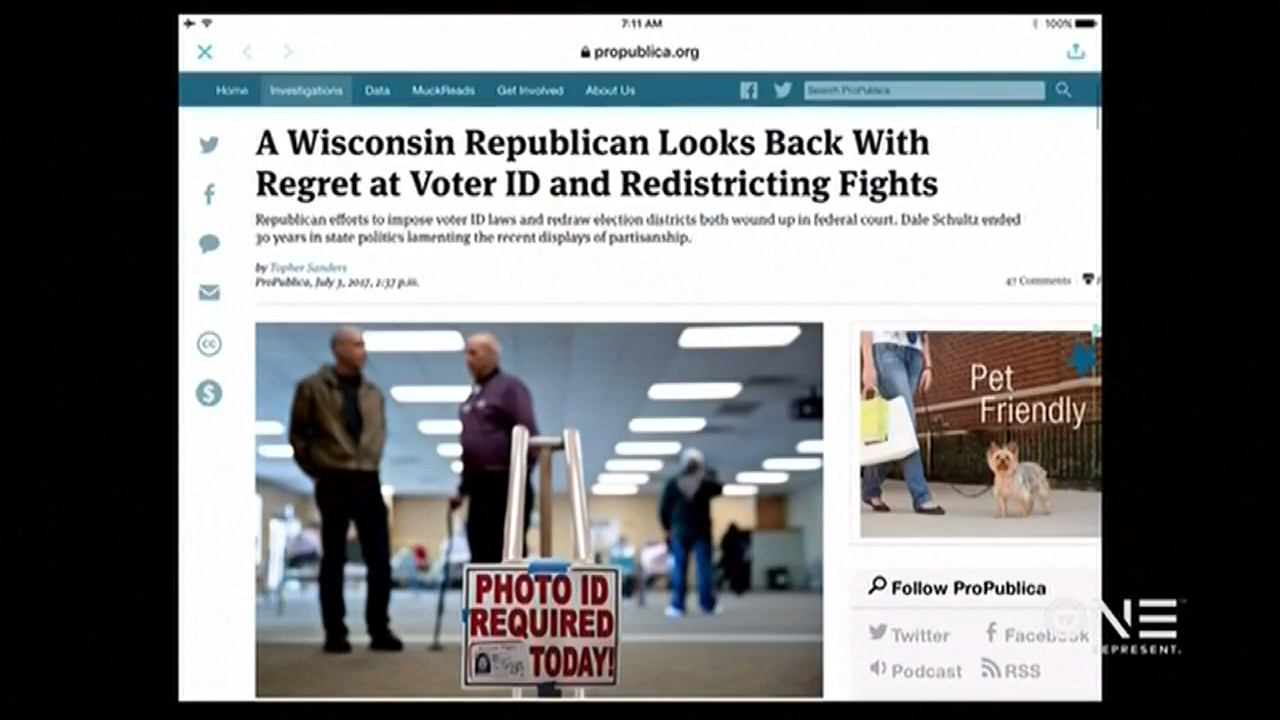 7:11 AM
100%
propublica.org
Home Investigations Data MuckReads Get Involved About Us Search ProPublica
A Wisconsin Republican Looks Back With
Regret at Voter ID and Redistricting Fights
Republican efforts to impose voter ID laws and redraw election districts both wound up in federal court. Dale Schultz ended
30 years in state politics lamenting the recent displays of partisanship.
by Topher Sanders
ProPublica, July 3, 2017, 2:37 p.m.
47 Comments
cc
$
PHOTO ID
REQUIRED
TODAY!
Pet
Friendly
Follow ProPublica
Twitter Facebook
Podcast RSS
TV ONE
REPRESENT.